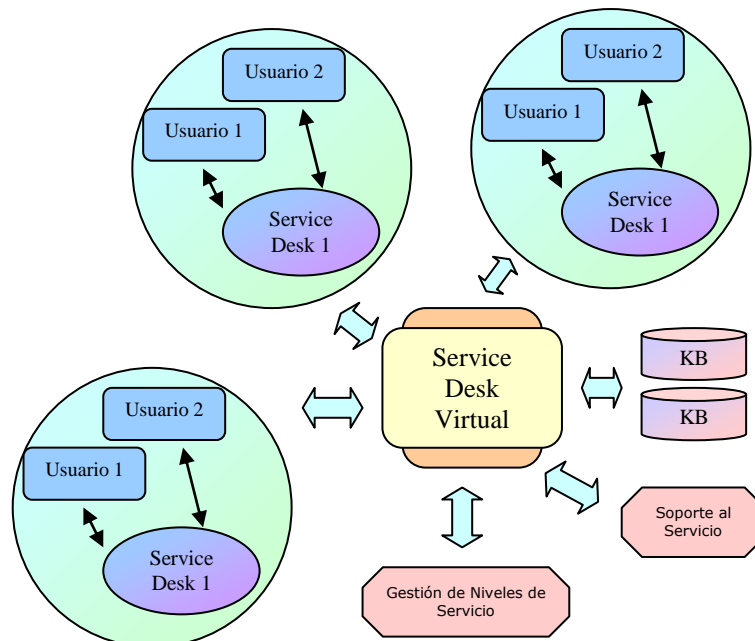 Usuario 2
Usuario 1
Service
Desk 1
Usuario 2
Usuario 1
Service
Desk 1
Service
Desk
Virtual
KB
KB
Usuario 2
Usuario 1
Service
Desk 1
Soporte al
Servicio
Gestión de Niveles de
Servicio